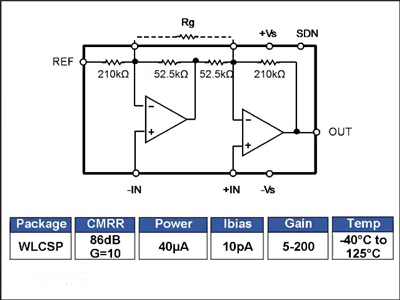 Rg
+Vs
SDN
REF
210kΩ
52.5kΩ
52.5kΩ
210kΩ
−
+
−
+
OUT
-IN
+IN
-Vs
Package
CMRR
Power
Ibias
Gain
Temp
WLCSP
86dB
G=10
40µA
10pA
5-200
-40°C to
125°C